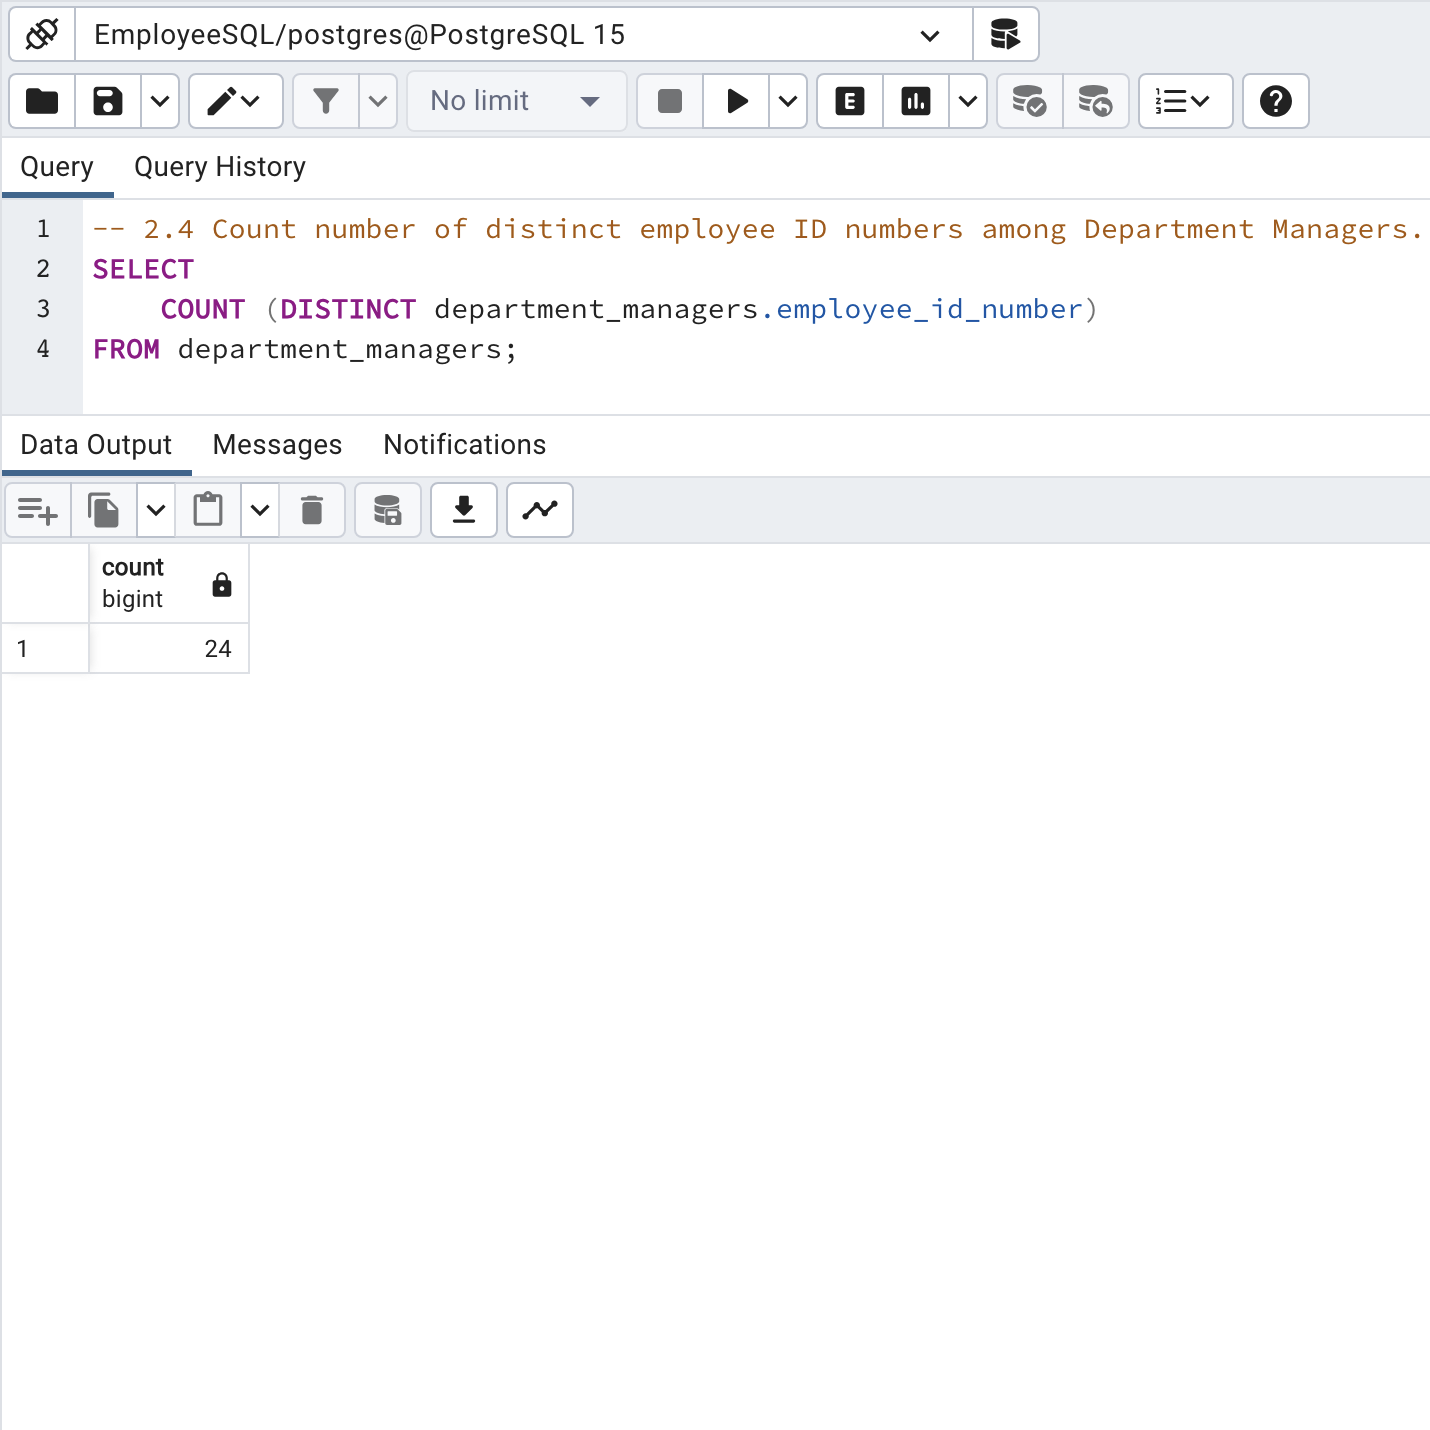 EmployeeSQL/postgres@PostgreSQL 15
No limit
E
Query Query History
1 -- 2.4 Count number of distinct employee ID numbers among Department Managers.
2 SELECT
3 COUNT (DISTINCT department_managers.employee_id_number)
4 FROM department_managers;
Data Output Messages Notifications
count
bigint
1 24